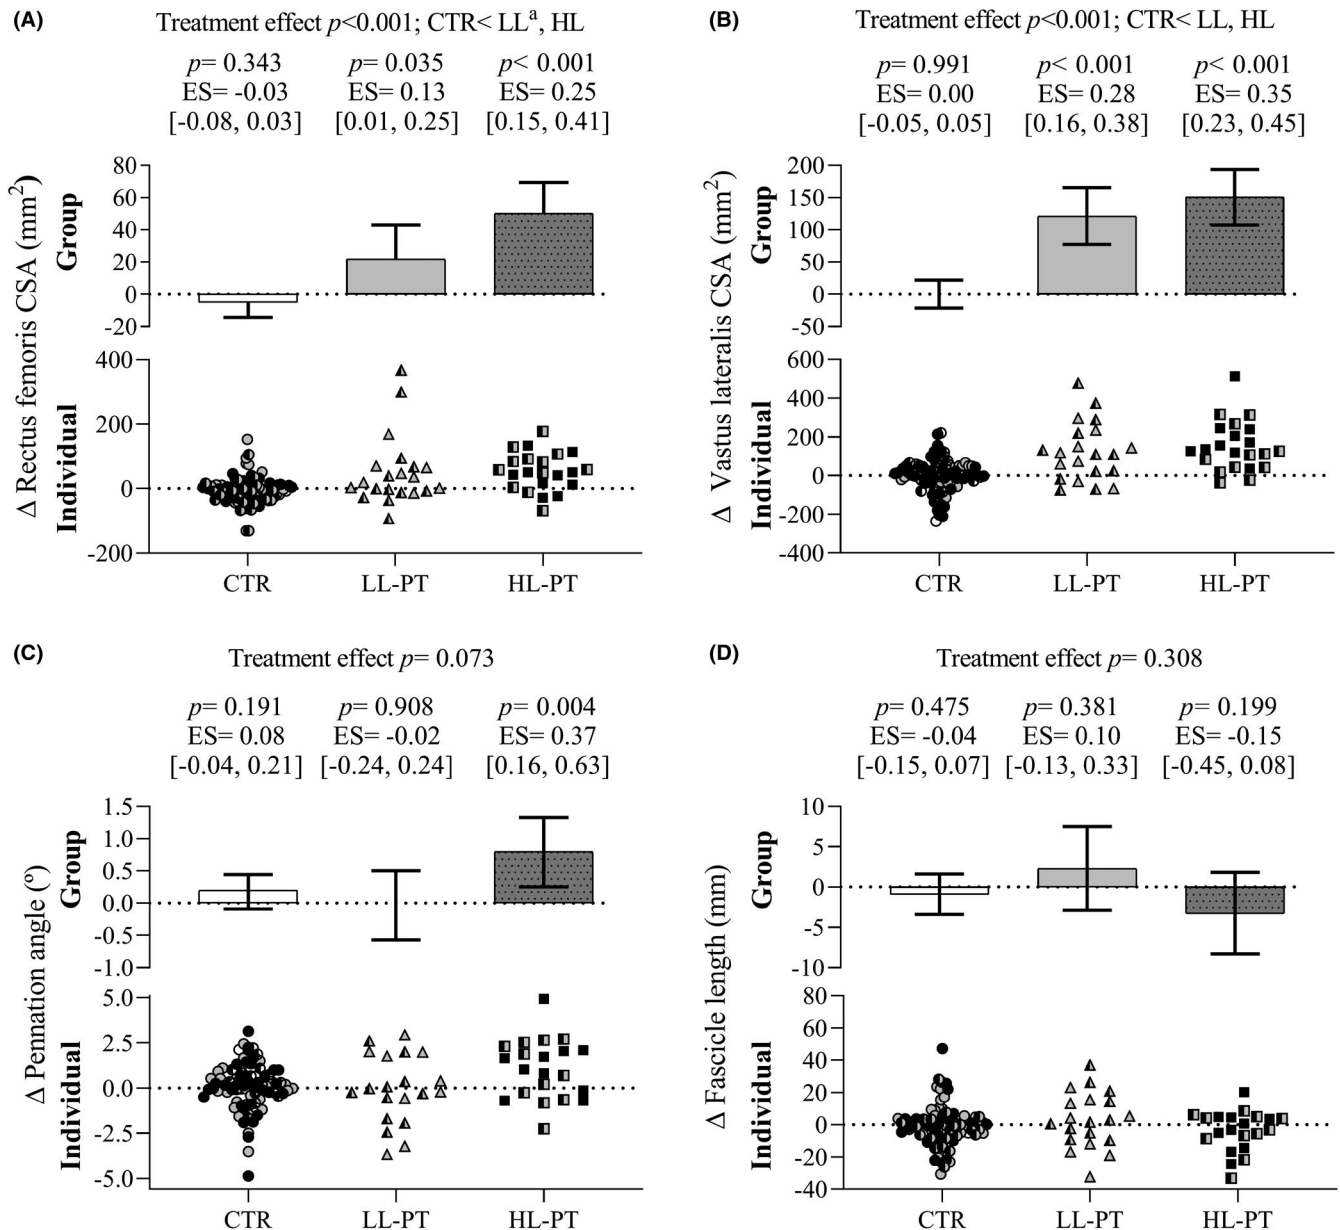 (A)
Treatment effect p<0.001; CTR< LLᵃ, HL
p= 0.343 p= 0.035 p< 0.001
ES= -0.03 ES= 0.13 ES= 0.25
[-0.08, 0.03] [0.01, 0.25] [0.15, 0.41]
Δ Rectus femoris CSA (mm²)
Group
80
60
40
20
0
-20
Individual
400
200
0
-200
CTR LL-PT HL-PT
(B)
Treatment effect p<0.001; CTR< LL, HL
p= 0.991 p< 0.001 p< 0.001
ES= 0.00 ES= 0.28 ES= 0.35
[-0.05, 0.05] [0.16, 0.38] [0.23, 0.45]
Δ Vastus lateralis CSA (mm²)
Group
200
150
100
50
0
-50
Individual
600
400
200
0
-200
-400
CTR LL-PT HL-PT
(C)
Treatment effect p= 0.073
p= 0.191 p= 0.908 p= 0.004
ES= 0.08 ES= -0.02 ES= 0.37
[-0.04, 0.21] [-0.24, 0.24] [0.16, 0.63]
Δ Pennation angle (º)
Group
1.5
1.0
0.5
0.0
-0.5
-1.0
Individual
5.0
2.5
0.0
-2.5
-5.0
CTR LL-PT HL-PT
(D)
Treatment effect p= 0.308
p= 0.475 p= 0.381 p= 0.199
ES= -0.04 ES= 0.10 ES= -0.15
[-0.15, 0.07] [-0.13, 0.33] [-0.45, 0.08]
Δ Fascicle length (mm)
Group
10
5
0
-5
-10
Individual
80
60
40
20
0
-20
-40
CTR LL-PT HL-PT